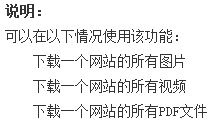 说明：
可以在以下情况使用该功能：
下载一个网站的所有图片
下载一个网站的所有视频
下载一个网站的所有PDF文件